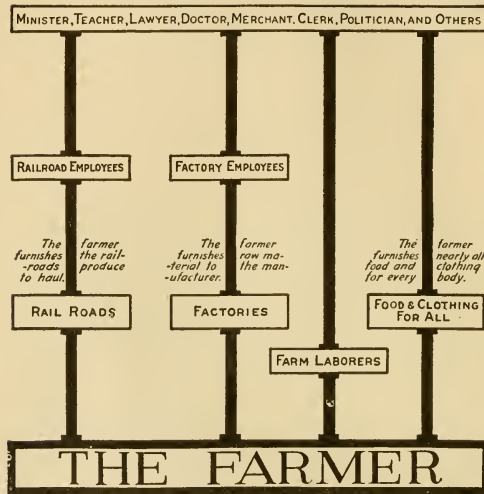 MINISTER, TEACHER, LAWYER, DOCTOR, MERCHANT. CLERK, POLITICIAN, AND OTHERS
RAILROAD EMPLOYEES
FACTORY EMPLOYEES
The farmer
furnishes the rail-
-roads produce
to haul.
The farmer
furnishes raw ma-
-terial to the man-
-ufacturer.
The farmer
furnishes nearly all
food and clothing
for every body.
RAIL ROADS
FACTORIES
FOOD & CLOTHING
FOR ALL
FARM LABORERS
THE FARMER